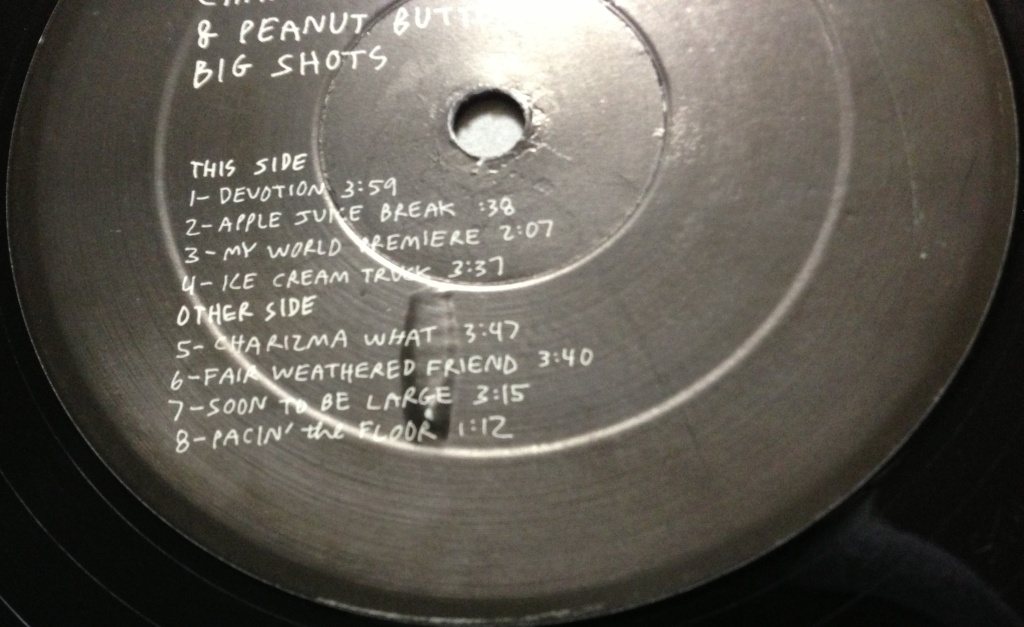 & PEANUT
BIG SHOTS
THIS SIDE
1- DEVOTION 3:59
2- APPLE JUICE BREAK :38
3- MY WORLD PREMIERE 2:07
4- ICE CREAM TRUCK 3:37
OTHER SIDE
5- CHARIZMA WHAT 3:47
6- FAIR WEATHERED FRIEND 3:40
7- SOON TO BE LARGE 3:15
8- PACIN' the FLOOR 1:12